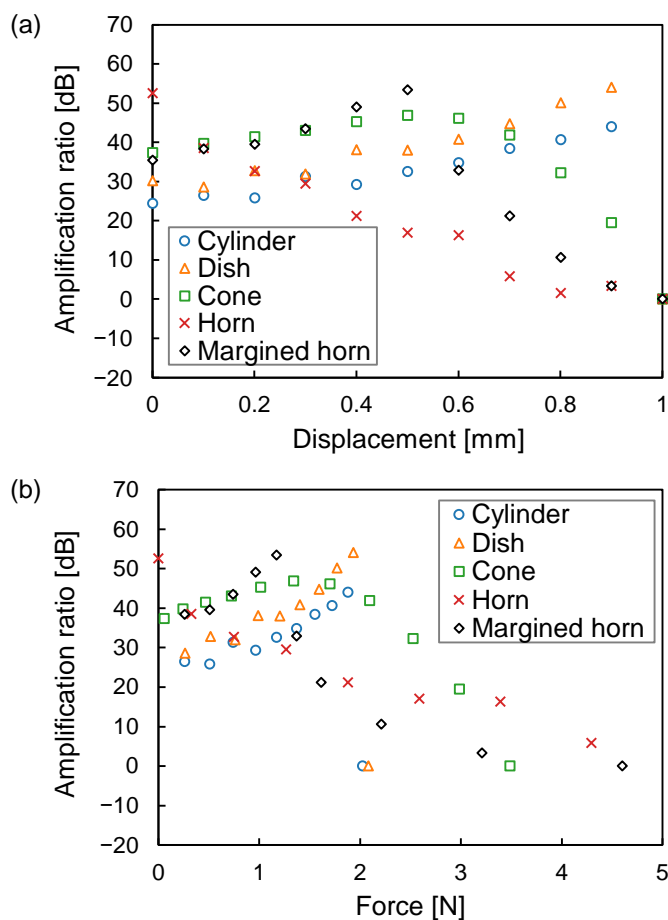 (a)
Amplification ratio [dB]
70
60
50
40
30
20
10
0
−10
−20
Cylinder
Dish
Cone
Horn
Margined horn
0
0.2
0.4
0.6
0.8
1
Displacement [mm]
(b)
Amplification ratio [dB]
70
60
50
40
30
20
10
0
−10
−20
Cylinder
Dish
Cone
Horn
Margined horn
0
1
2
3
4
5
Force [N]